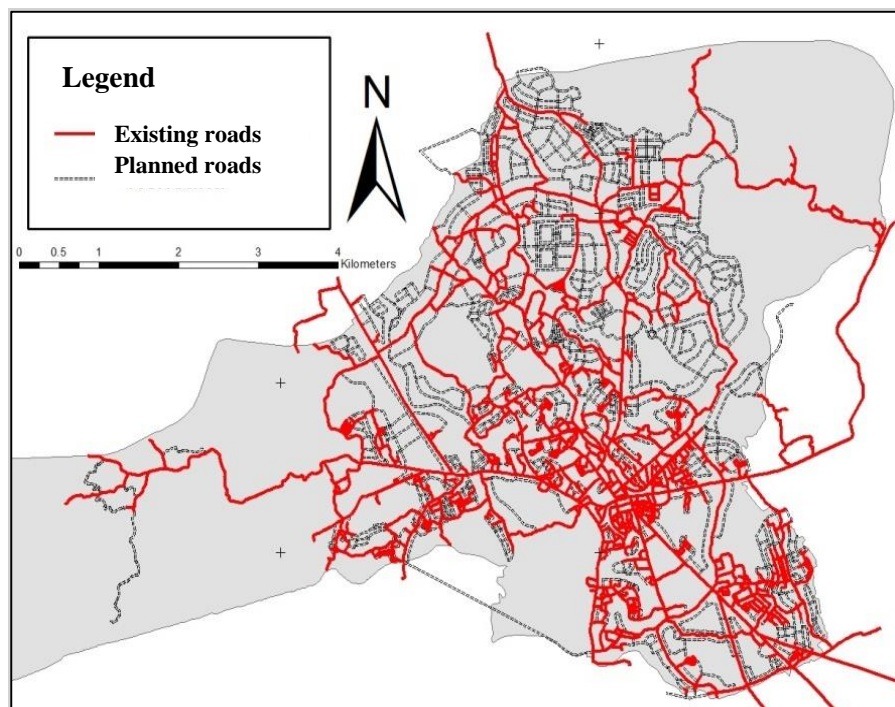 Legend
Existing roads
Planned roads
N
0 0.5 1 2 3 4
Kilometers